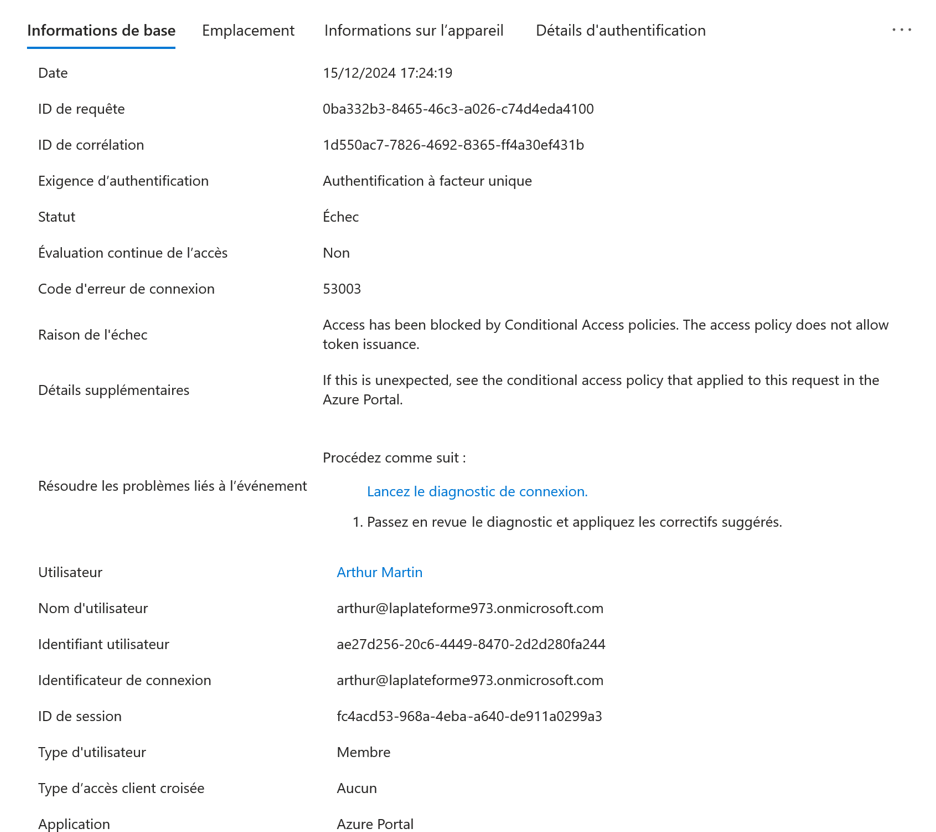 Informations de base Emplacement Informations sur l’appareil Détails d'authentification ...
Date 15/12/2024 17:24:19
ID de requête 0ba332b3-8465-46c3-a026-c74d4eda4100
ID de corrélation 1d550ac7-7826-4692-8365-ff4a30ef431b
Exigence d’authentification Authentification à facteur unique
Statut Échec
Évaluation continue de l’accès Non
Code d'erreur de connexion 53003
Raison de l'échec Access has been blocked by Conditional Access policies. The access policy does not allow
token issuance.
Détails supplémentaires If this is unexpected, see the conditional access policy that applied to this request in the
Azure Portal.
Procédez comme suit :
Résoudre les problèmes liés à l’événement
Lancez le diagnostic de connexion.
1. Passez en revue le diagnostic et appliquez les correctifs suggérés.
Utilisateur Arthur Martin
Nom d'utilisateur arthur@laplateforme973.onmicrosoft.com
Identifiant utilisateur ae27d256-20c6-4449-8470-2d2d280fa244
Identificateur de connexion arthur@laplateforme973.onmicrosoft.com
ID de session fc4acd53-968a-4eba-a640-de911a0299a3
Type d'utilisateur Membre
Type d’accès client croisée Aucun
Application Azure Portal